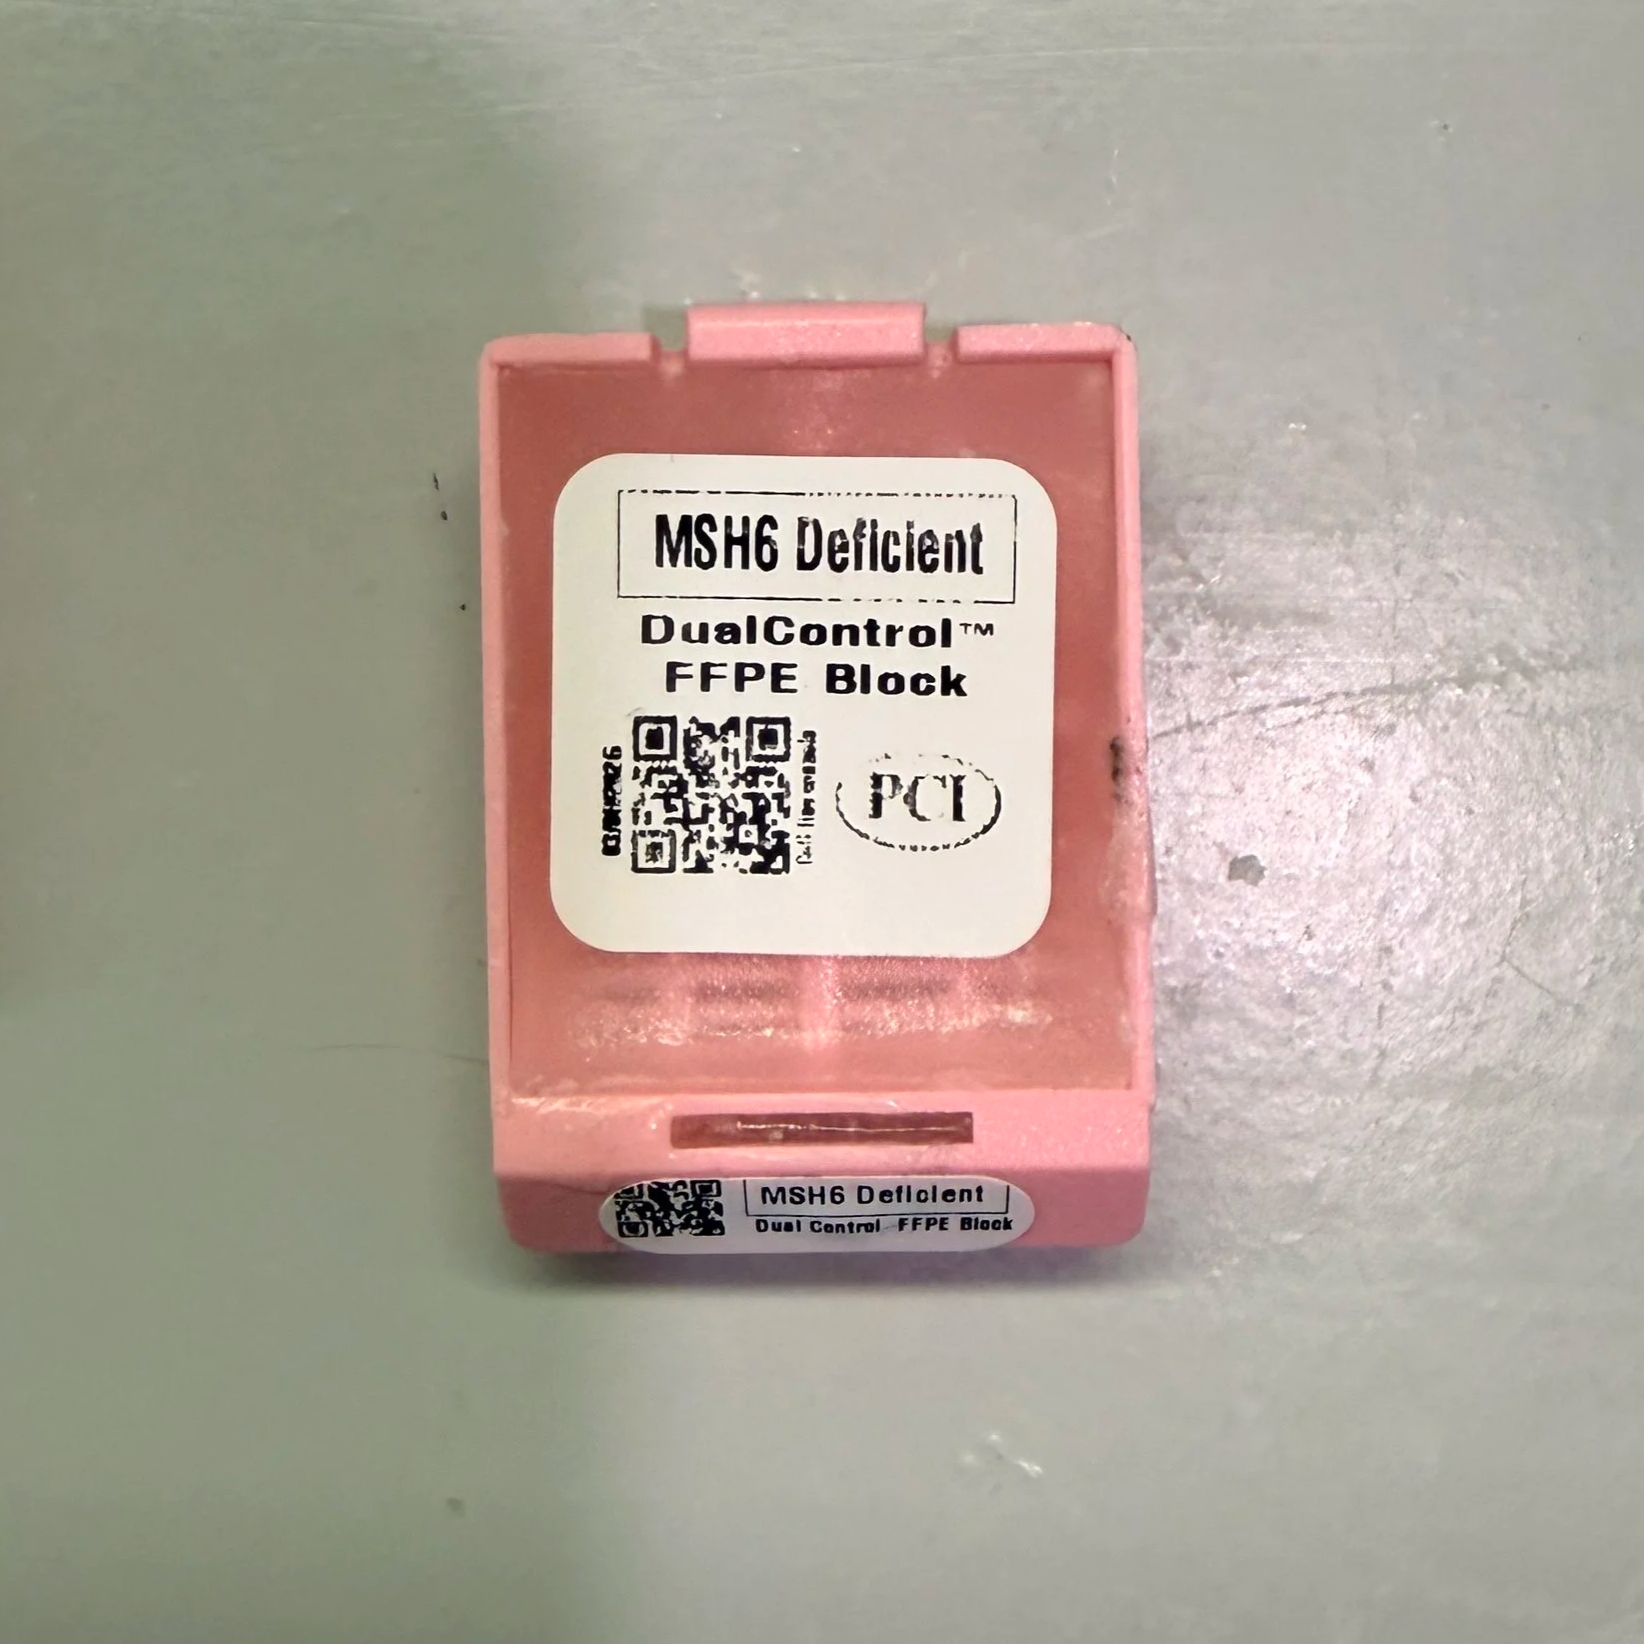 MSH6 Deficient
DualControl™
FFPE Block
PCI
MSH6 Deficient
Dual Control FFPE Block